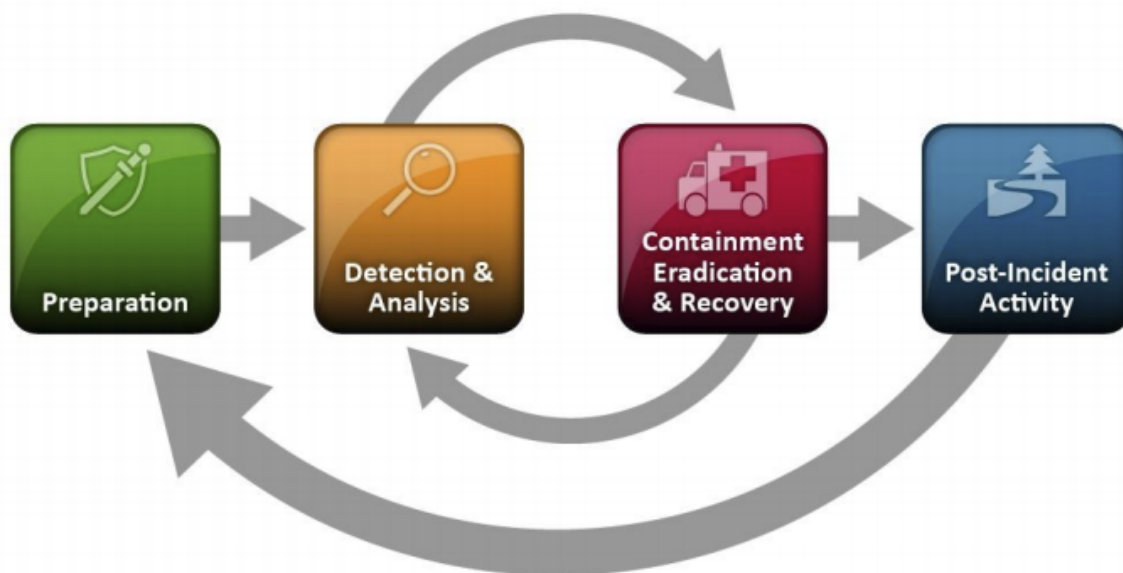 Preparation
Detection &
Analysis
Containment
Eradication
& Recovery
Post-Incident
Activity